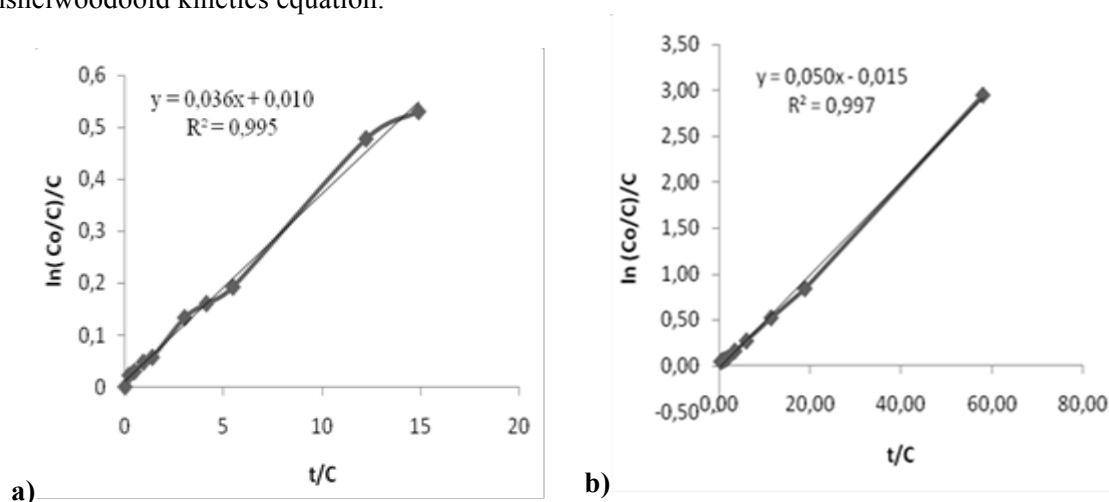 kinetics equation.
0,6
0,5
0,4
0,3
0,2
0,1
0
y = 0,036x + 0,010
R² = 0,995
ln( Co/C)/C
0
5
10
15
20
t/C
a)
3,50
3,00
2,50
2,00
1,50
1,00
0,50
0,00
-0,50
y = 0,050x - 0,015
R² = 0,997
ln (Co/C)/C
0,00
20,00
40,00
60,00
80,00
t/C
b)